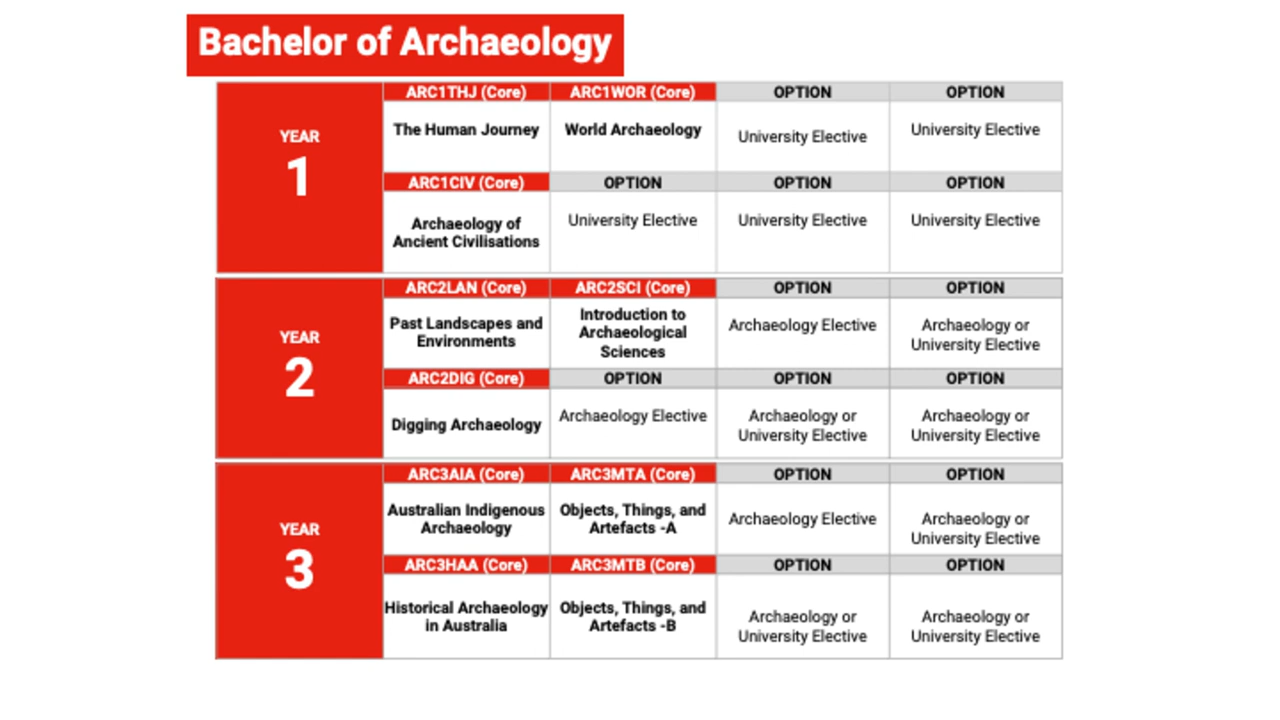 Bachelor of Archaeology
YEAR
1
ARC1THJ (Core)
ARC1WOR (Core)
OPTION
OPTION
The Human Journey
World Archaeology
University Elective
University Elective
ARC1CIV (Core)
OPTION
OPTION
OPTION
Archaeology of
Ancient Civilisations
University Elective
University Elective
University Elective
YEAR
2
ARC2LAN (Core)
ARC2SCI (Core)
OPTION
OPTION
Past Landscapes and
Environments
Introduction to
Archaeological
Sciences
Archaeology Elective
Archaeology or
University Elective
ARC2DIG (Core)
OPTION
OPTION
OPTION
Digging Archaeology
Archaeology Elective
Archaeology or
University Elective
Archaeology or
University Elective
YEAR
3
ARC3AIA (Core)
ARC3MTA (Core)
OPTION
OPTION
Australian Indigenous
Archaeology
Objects, Things, and
Artefacts -A
Archaeology Elective
Archaeology or
University Elective
ARC3HAA (Core)
ARC3MTB (Core)
OPTION
OPTION
Historical Archaeology
in Australia
Objects, Things, and
Artefacts -B
Archaeology or
University Elective
Archaeology or
University Elective